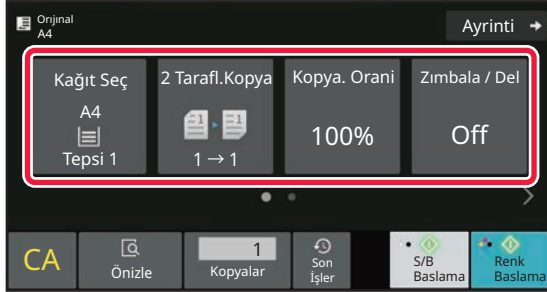 Orijinal
A4
Ayrinti
Kağıt Seç
A4
Tepsi 1
2 Tarafl.Kopya
1 → 1
Kopya. Orani
100%
Zımbala / Del
Off
CA
Önizle
1
Kopyalar
Son
İşler
S/B
Baslama
Renk
Baslama